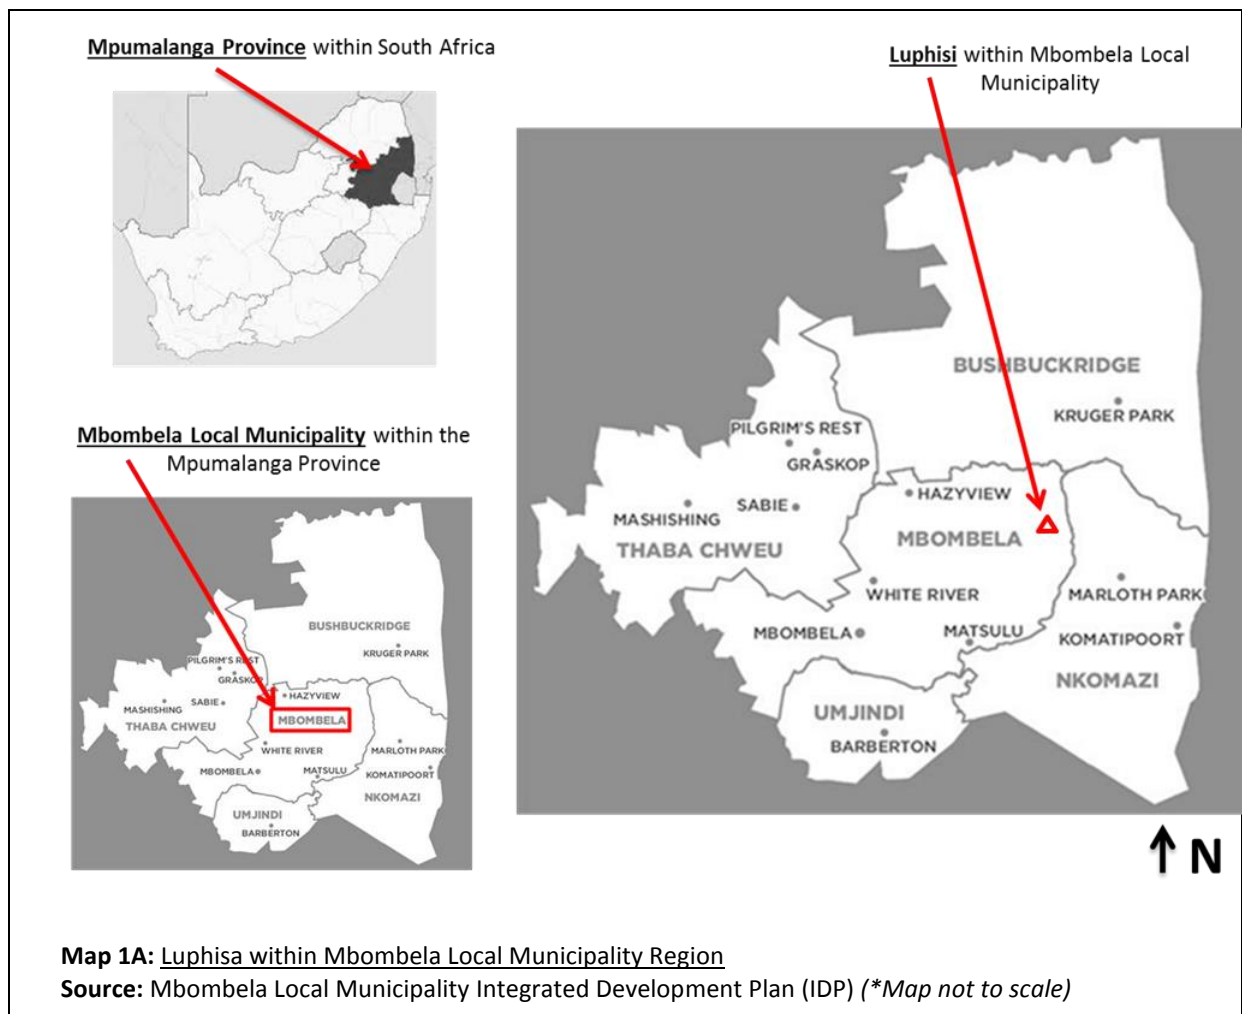 Mpumalanga Province within South Africa
Luphisi within Mbombela Local
Municipality
BUSHBUCKRIDGE
KRUGER PARK
PILGRIM'S REST
GRASKOP
HAZYVIEW
SABIE
MASHISHING
MBOMBELA
THABA CHWEU
WHITE RIVER
MARLOTH PARK
MBOMBELA
MATSULU
KOMATIPOORT
NKOMAZI
UMJINDI
BARBERTON
Mbombela Local Municipality within the
Mpumalanga Province
BUSHBUCKRIDGE
KRUGER PARK
PILGRIM'S REST
GRASKOP
HAZYVIEW
SABIE
MASHISHING
MBOMBELA
THABA CHWEU
WHITE RIVER
MARLOTH PARK
MBOMBELA
MATSULU
KOMATIPOORT
NKOMAZI
UMJINDI
BARBERTON
N
Map 1A: Luphisa within Mbombela Local Municipality Region
Source: Mbombela Local Municipality Integrated Development Plan (IDP) (*Map not to scale)